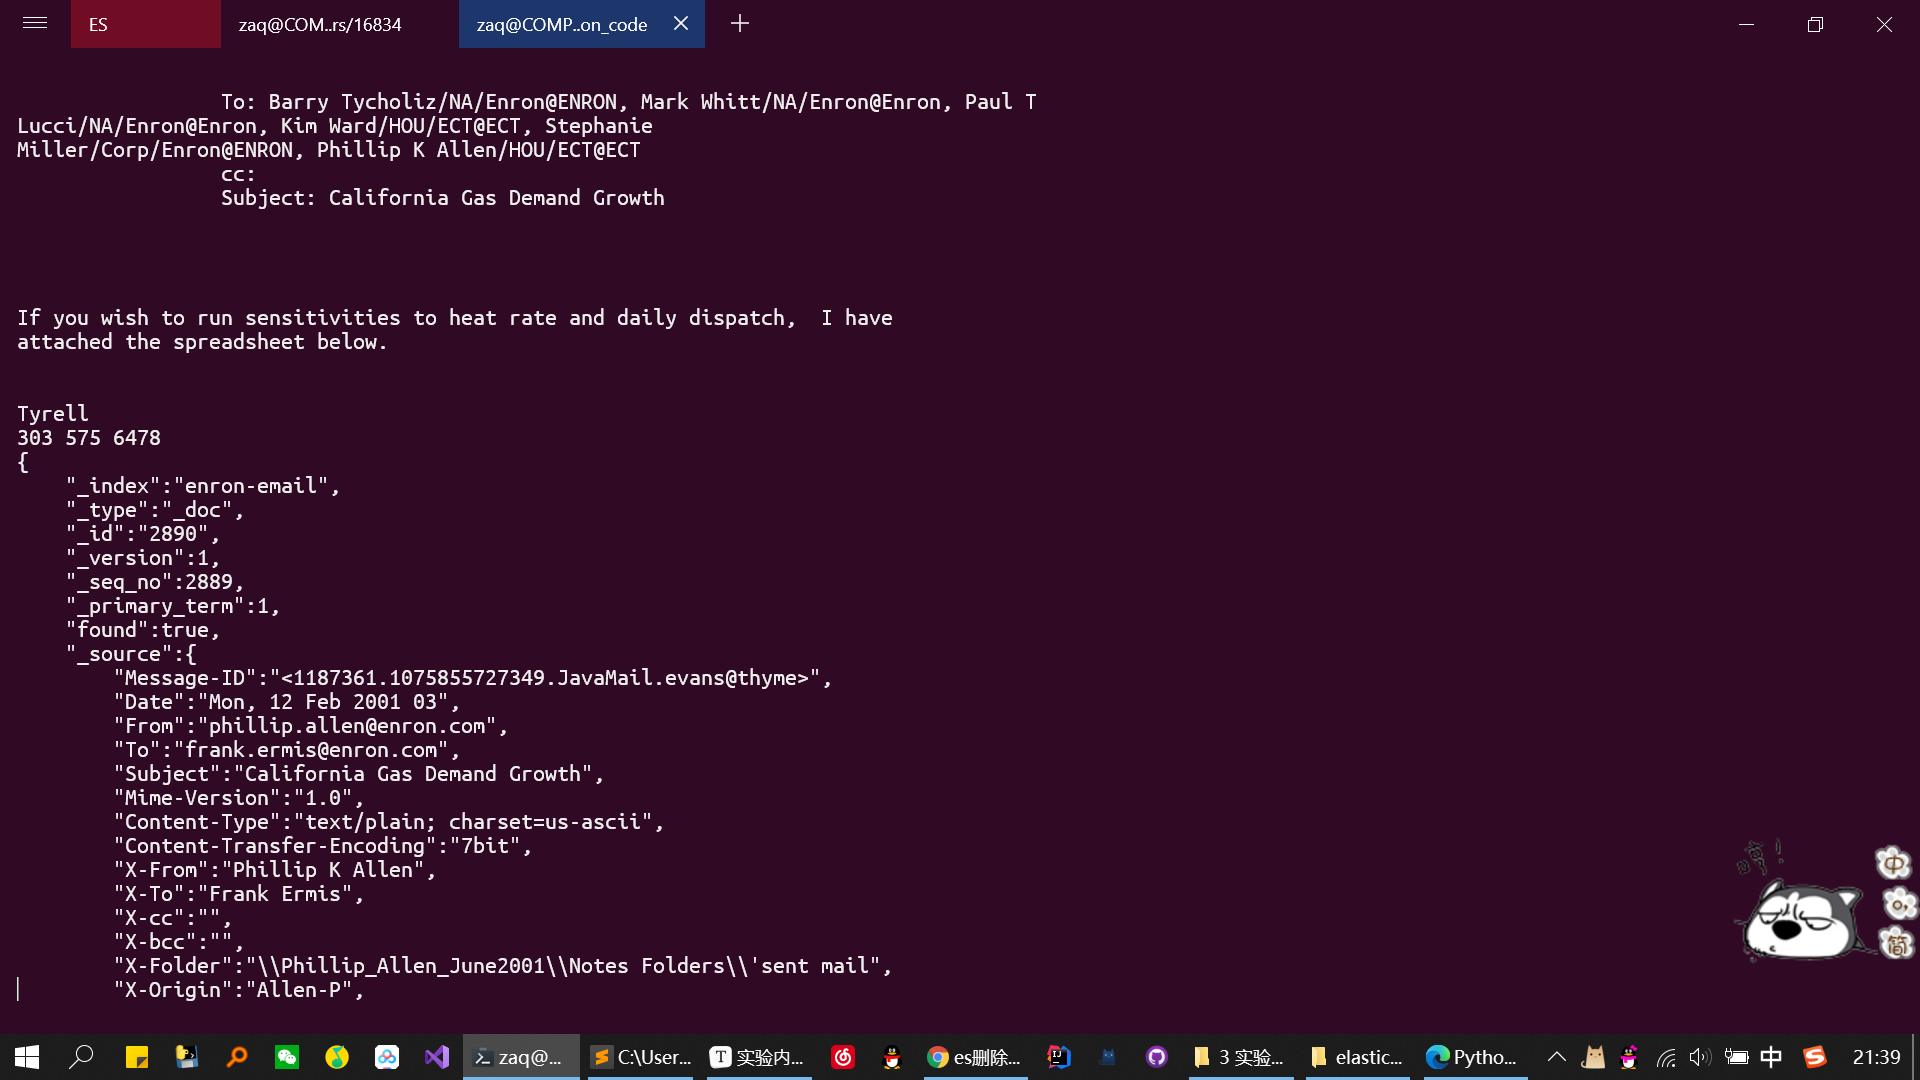 ES
zaq@COM..rs/16834
zaq@COMP..on_code
To: Barry Tycholiz/NA/Enron@ENRON, Mark Whitt/NA/Enron@Enron, Paul T
Lucci/NA/Enron@Enron, Kim Ward/HOU/ECT@ECT, Stephanie
Miller/Corp/Enron@ENRON, Phillip K Allen/HOU/ECT@ECT
cc:
Subject: California Gas Demand Growth
If you wish to run sensitivities to heat rate and daily dispatch,  I have
attached the spreadsheet below.
Tyrell
303 575 6478
{
"_index":"enron-email",
"_type":"_doc",
"_id":"2890",
"_version":1,
"_seq_no":2889,
"_primary_term":1,
"found":true,
"_source":{
"Message-ID":"<1187361.1075855727349.JavaMail.evans@thyme>",
"Date":"Mon, 12 Feb 2001 03",
"From":"phillip.allen@enron.com",
"To":"frank.ermis@enron.com",
"Subject":"California Gas Demand Growth",
"Mime-Version":"1.0",
"Content-Type":"text/plain; charset=us-ascii",
"Content-Transfer-Encoding":"7bit",
"X-From":"Phillip K Allen",
"X-To":"Frank Ermis",
"X-cc":"",
"X-bcc":"",
"X-Folder":"\\Phillip_Allen_June2001\\Notes Folders\\'sent mail",
"X-Origin":"Allen-P",
哼!
中
简
zaq@...
C:\User...
实验内...
es删除...
3 实验...
elastic...
Pytho...
中
21:39